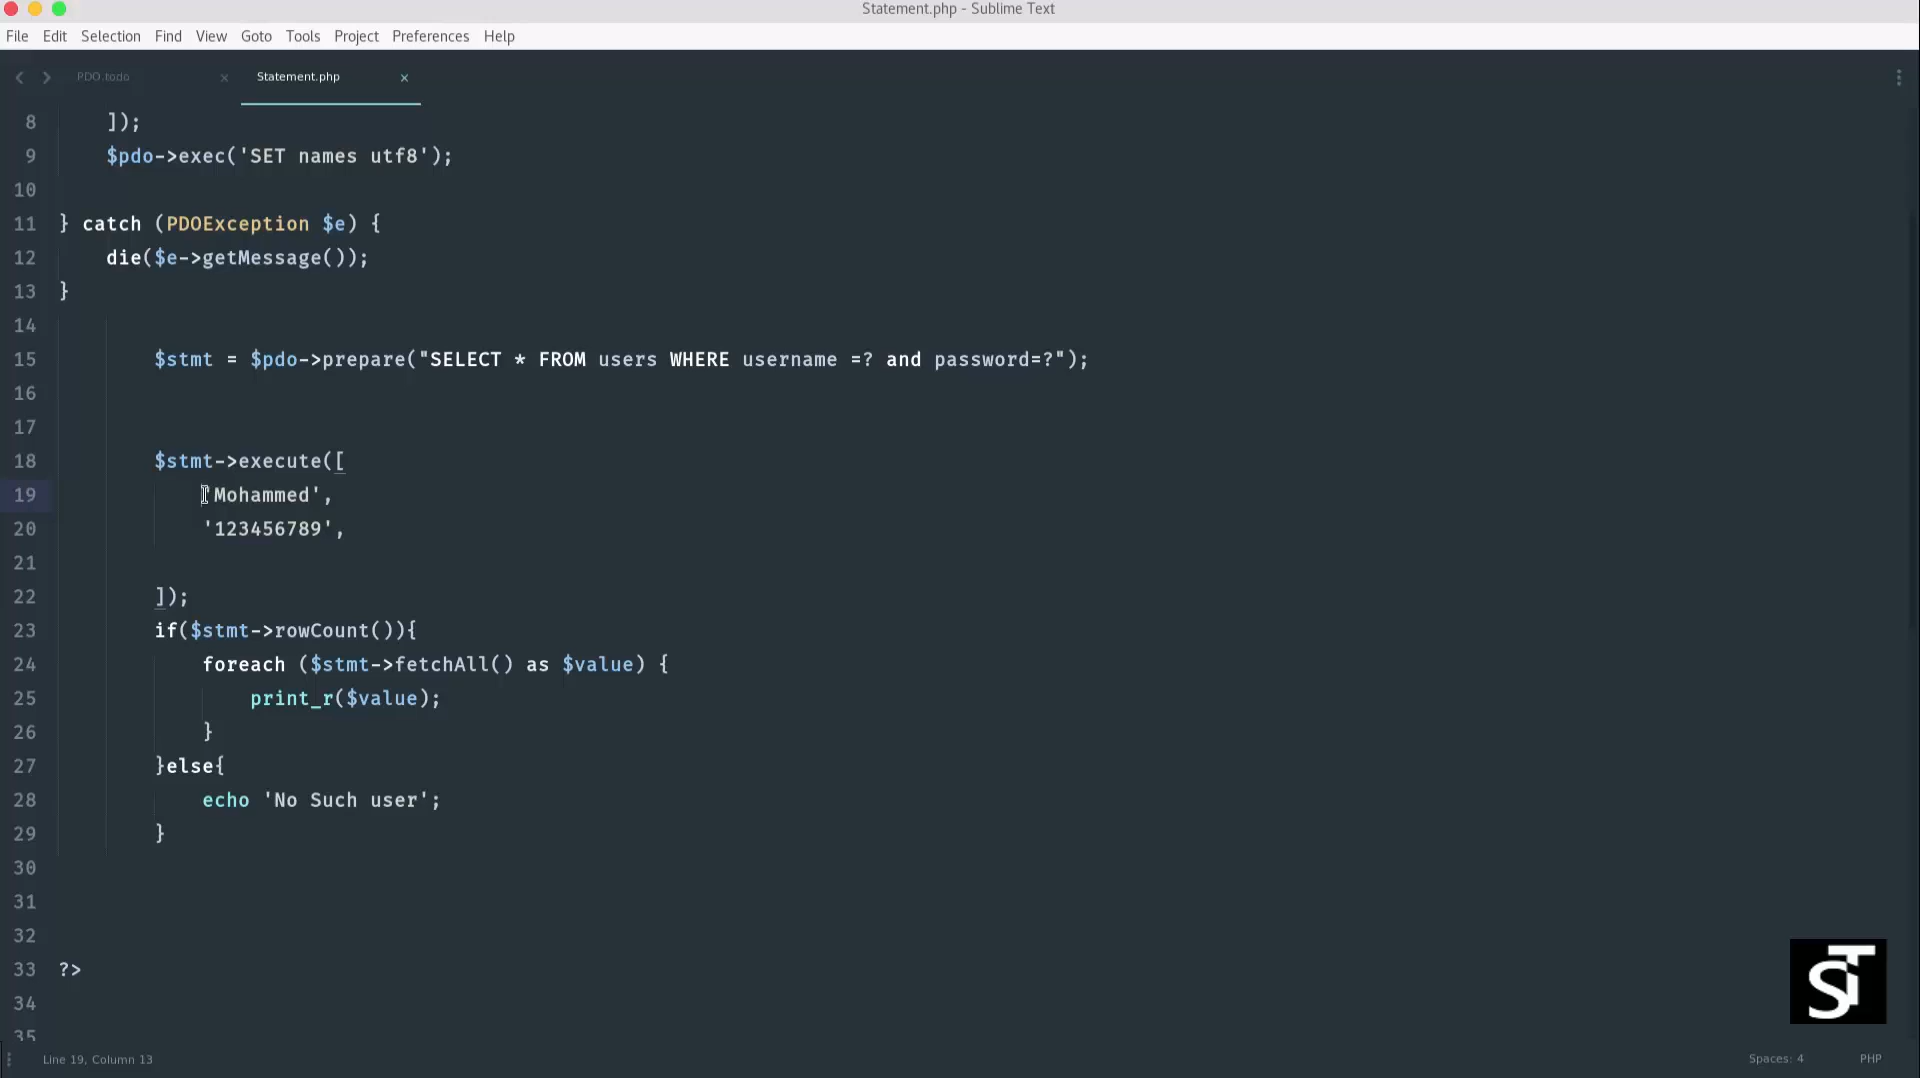 Statement.php - Sublime Text
File Edit Selection Find View Goto Tools Project Preferences Help
PDO.todo × Statement.php ×
8 ]);
9 $pdo->exec('SET names utf8');
10
11 } catch (PDOException $e) {
12 die($e->getMessage());
13 }
14
15 $stmt = $pdo->prepare("SELECT * FROM users WHERE username =? and password=?");
16
17
18 $stmt->execute([
19 'Mohammed',
20 '123456789',
21
22 ]);
23 if($stmt->rowCount()){
24 foreach ($stmt->fetchAll() as $value) {
25 print_r($value);
26 }
27 }else{
28 echo 'No Such user';
29 }
30
31
32
33 ?>
34
35
ST
Line 19, Column 13 Spaces: 4 PHP